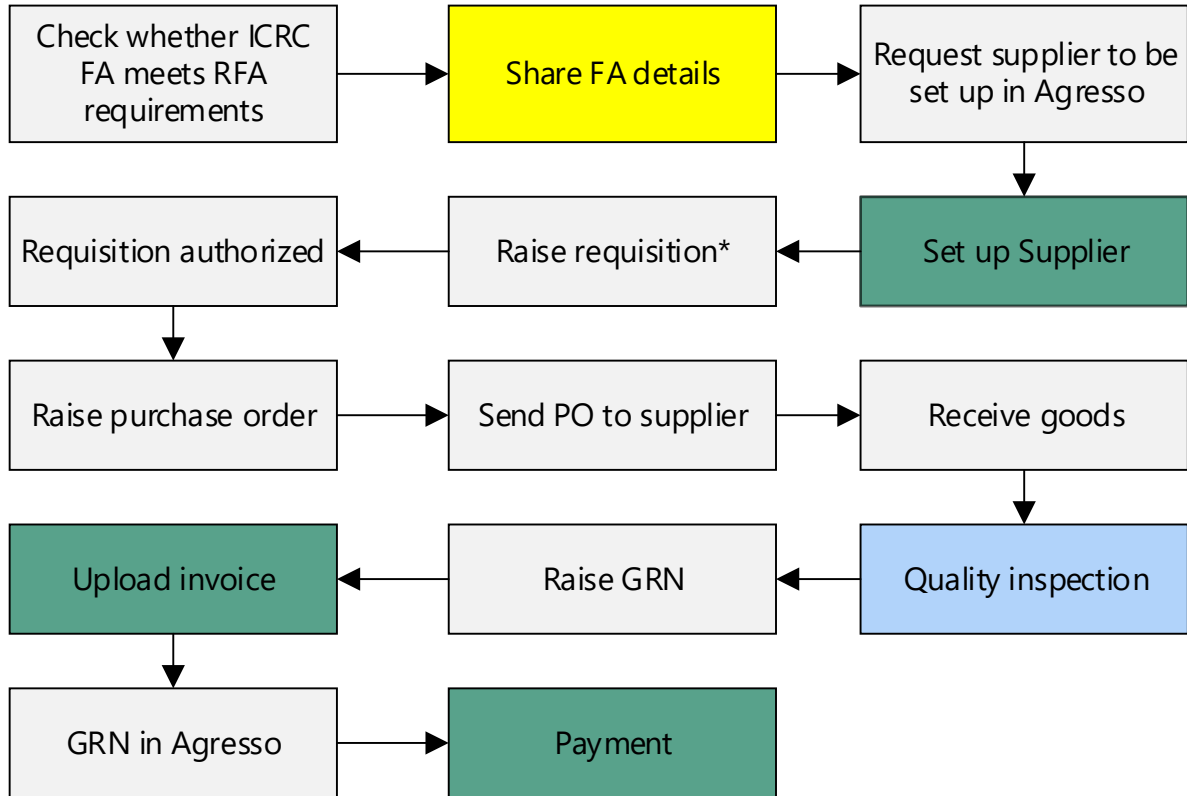 Check whether ICRC
FA meets RFA
requirements
Share FA details
Request supplier to be
set up in Agresso
Requisition authorized
Raise requisition*
Set up Supplier
Raise purchase order
Send PO to supplier
Receive goods
Upload invoice
Raise GRN
Quality inspection
GRN in Agresso
Payment